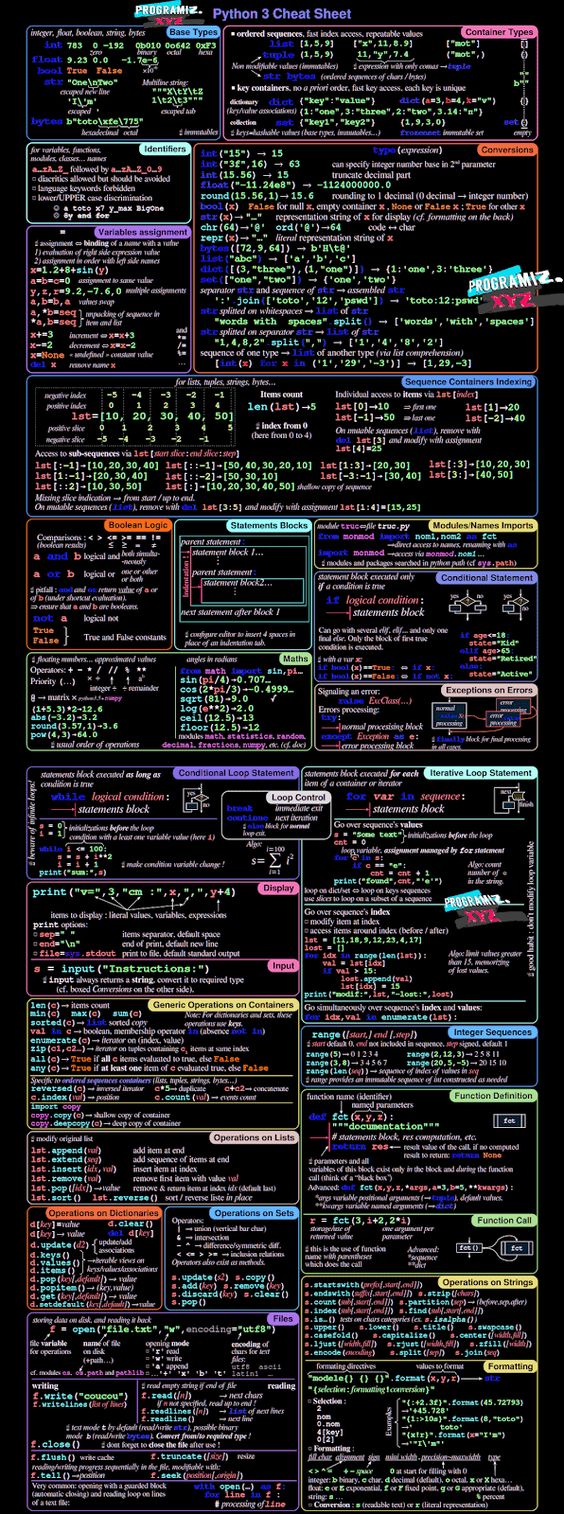 PROGRAMIZ.
XYZ
Python 3 Cheat Sheet
integer, float, boolean, string, bytes
Base Types
int 783 0 -192 0b010 0o642 0xF3
zero binary octal hexa
float 9.23 0.0 -1.7e-6
bool True False
str "One\nTwo"
escaped new line
'I\'m'
escaped '
Multiline string:
"""X\tY\tZ
1\t2\t3"""
escaped tab
bytes b"toto\xfe\775"
hexadecimal octal
immutables
Container Types
ordered sequences, fast index access, repeatable values
list [1,5,9] ["x",11,8.9] ["mot"] []
tuple (1,5,9) 11,"y",7.4 ("mot",) ()
Non modifiable values (immutables)
expression with only comas → tuple
str bytes (ordered sequences of chars / bytes)
key containers, no a priori order, fast key access, each key is unique
dictionary dict {"key":"value"} dict(a=3,b=4,k="v") {}
(key/value associations) {1:"one",3:"three",2:"two",3.14:"π"}
collection set {"key1","key2"} {1,9,3,0} set()
keys=hashable values (base types, immutables…) frozenset immutable set empty
Identifiers
for variables, functions,
modules, classes… names
a…zA…Z_ followed by a…zA…Z_0…9
diacritics allowed but should be avoided
language keywords forbidden
lower/UPPER case discrimination
a toto x7 y_max BigOne
8y and for
Conversions
type(expression)
int("15") → 15
int("3f",16) → 63 can specify integer number base in 2nd parameter
int(15.56) → 15 truncate decimal part
float("-11.24e8") → -1124000000.0
round(15.56,1)→ 15.6 rounding to 1 decimal (0 decimal → integer number)
bool(x) False for null x, empty container x, None or False x ; True for other x
str(x)→ "…" representation string of x for display (cf. formatting on the back)
chr(64)→'@' ord('@')→64 code ↔ char
repr(x)→ "…" literal representation string of x
bytes([72,9,64]) → b'H\t@'
list("abc") → ['a','b','c']
dict([(3,"three"),(1,"one")]) → {1:'one',3:'three'}
set(["one","two"]) → {'one','two'}
separator str and sequence of str → assembled str
':'.join(['toto','12','pswd']) → 'toto:12:pswd'
str splitted on whitespaces → list of str
"words with spaces".split() → ['words','with','spaces']
str splitted on separator str → list of str
"1,4,8,2".split(",") → ['1','4','8','2']
sequence of one type → list of another type (via list comprehension)
[int(x) for x in ('1','29','-3')] → [1,29,-3]
PROGRAMIZ.
XYZ
=
Variables assignment
assignment ⇔ binding of a name with a value
1) evaluation of right side expression value
2) assignment in order with left side names
x=1.2+8+sin(y)
a=b=c=0 assignment to same value
y,z,r=9.2,-7.6,0 multiple assignments
a,b=b,a values swap
a,*b=seq unpacking of sequence in
*a,b=seq item and list
x+=3 increment ⇔ x=x+3
x-=2 decrement ⇔ x=x-2
x=None « undefined » constant value
del x remove name x
and
*=
/=
%=
…
for lists, tuples, strings, bytes…
Sequence Containers Indexing
negative index -5 -4 -3 -2 -1
positive index 0 1 2 3 4
lst=[10, 20, 30, 40, 50]
positive slice 0 1 2 3 4 5
negative slice -5 -4 -3 -2 -1
Items count
len(lst)→5
index from 0
(here from 0 to 4)
Individual access to items via lst[index]
lst[0]→10 ⇒ first one lst[1]→20
lst[-1]→50 ⇒ last one lst[-2]→40
On mutable sequences (list), remove with
del lst[3] and modify with assignment
lst[4]=25
Access to sub-sequences via lst[start slice:end slice:step]
lst[:-1]→[10,20,30,40] lst[::-1]→[50,40,30,20,10] lst[1:3]→[20,30] lst[:3]→[10,20,30]
lst[1:-1]→[20,30,40] lst[::-2]→[50,30,10] lst[-3:-1]→[30,40] lst[3:]→[40,50]
lst[::2]→[10,30,50] lst[:]→[10,20,30,40,50] shallow copy of sequence
Missing slice indication → from start / up to end.
On mutable sequences (list), remove with del lst[3:5] and modify with assignment lst[1:4]=[15,25]
Boolean Logic
Comparisons : < > <= >= == !=
(boolean results) ≤ ≥ = ≠
a and b logical and both simulta-
-neously
a or b logical or one or other
or both
pitfall : and and or return value of a or
of b (under shortcut evaluation).
⇒ ensure that a and b are booleans.
not a logical not
True
False
True and False constants
Statements Blocks
parent statement :
statement block 1…
parent statement :
statement block2…
next statement after block 1
indentation !
configure editor to insert 4 spaces in
place of an indentation tab.
module truc⇔file truc.py
Modules/Names Imports
from monmod import nom1,nom2 as fct
→direct access to names, renaming with as
import monmod →access via monmod.nom1 …
modules and packages searched in python path (cf sys.path)
statement block executed only
if a condition is true
Conditional Statement
if logical condition:
statements block
yes no yes no
Can go with several elif, elif... and only one
final else. Only the block of first true
condition is executed.
with a var x:
if bool(x)==True: ⇔ if x:
if bool(x)==False: ⇔ if not x:
if age<=18:
state="Kid"
elif age>65:
state="Retired"
else:
state="Active"
floating numbers… approximated values
angles in radians
Maths
Operators: + - * / // % **
Priority (…) × ÷
integer ÷ ÷ remainder
@ → matrix × python3.5+numpy
(1+5.3)*2→12.6
abs(-3.2)→3.2
round(3.57,1)→3.6
pow(4,3)→64.0
usual order of operations
from math import sin,pi…
sin(pi/4)→0.707…
cos(2*pi/3)→-0.4999…
sqrt(81)→9.0
log(e**2)→2.0
ceil(12.5)→13
floor(12.5)→12
modules math, statistics, random,
decimal, fractions, numpy, etc. (cf. doc)
Signaling an error:
Exceptions on Errors
raise ExcClass(…)
Errors processing:
try:
normal processing block
except Exception as e:
error processing block
finally block for final processing
in all cases.
statements block executed as long as
condition is true
Conditional Loop Statement
while logical condition:
statements block
yes
no
beware of infinite loops!
Loop Control
break immediate exit
continue next iteration
else block for normal
loop exit.
s = 0
i = 1
initializations before the loop
condition with a least one variable value (here i)
while i <= 100:
s = s + i**2
i = i + 1
print("sum:",s)
make condition variable change !
Algo:
i=100
s= ∑ i²
i=1
statements block executed for each
item of a container or iterator
Iterative Loop Statement
for var in sequence:
statements block
next
finish
Go over sequence's values
s = "Some text"
cnt = 0
initializations before the loop
loop variable, assignment managed by for statement
for c in s:
if c == "e":
cnt = cnt + 1
print("found",cnt,"'e'")
Algo: count
number of e
in the string.
loop on dict/set ⇔ loop on keys sequences
use slices to loop on a subset of a sequence
PROGRAMIZ.
XYZ
Go over sequence's index
modify item at index
access items around index (before / after)
lst = [11,18,9,12,23,4,17]
lost = []
for idx in range(len(lst)):
val = lst[idx]
if val > 15:
lost.append(val)
lst[idx] = 15
print("modif:",lst,"-lost:",lost)
Algo: limit values greater
than 15, memorizing
of lost values.
Go simultaneously over sequence's index and values:
for idx,val in enumerate(lst):
good habit : don't modify loop variable
Display
print("v=",3,"cm :",x,",",y+4)
items to display : literal values, variables, expressions
print options:
sep=" " items separator, default space
end="\n" end of print, default new line
file=sys.stdout print to file, default standard output
Input
s = input("Instructions:")
input always returns a string, convert it to required type
(cf. boxed Conversions on the other side).
Generic Operations on Containers
len(c)→ items count
min(c) max(c) sum(c)
Note: For dictionaries and sets, these
operations use keys.
sorted(c)→ list sorted copy
val in c → boolean, membership operator in (absence not in)
enumerate(c)→ iterator on (index, value)
zip(c1,c2…)→ iterator on tuples containing ci items at same index
all(c)→ True if all c items evaluated to true, else False
any(c)→ True if at least one item of c evaluated true, else False
Specific to ordered sequences containers (lists, tuples, strings, bytes…)
reversed(c)→ inversed iterator c*5→ duplicate c+c2→ concatenate
c.index(val)→ position c.count(val)→ events count
import copy
copy.copy(c)→ shallow copy of container
copy.deepcopy(c)→ deep copy of container
Integer Sequences
range([start,] end [,step])
start default 0, end not included in sequence, step signed, default 1
range(5)→ 0 1 2 3 4 range(2,12,3)→ 2 5 8 11
range(3,8)→ 3 4 5 6 7 range(20,5,-5)→ 20 15 10
range(len(seq))→ sequence of index of values in seq
range provides an immutable sequence of int constructed as needed
modify original list
Operations on Lists
lst.append(val) add item at end
lst.extend(seq) add sequence of items at end
lst.insert(idx,val) insert item at index
lst.remove(val) remove first item with value val
lst.pop([idx])→value remove & return item at index idx (default last)
lst.sort() lst.reverse() sort / reverse liste in place
function name (identifier)
Function Definition
named parameters
def fct(x,y,z):
"""documentation"""
# statements block, res computation, etc.
return res
result value of the call, if no computed
result to return: return None
fct
parameters and all
variables of this block exist only in the block and during the function
call (think of a "black box")
Advanced: def fct(x,y,z,*args,a=3,b=5,**kwargs):
*args variable positional arguments (→tuple), default values,
**kwargs variable named arguments (→dict)
Operations on Dictionaries
d[key]=value d.clear()
d[key]→ value del d[key]
d.update(d2) update/add
associations
d.keys()
d.values()
d.items()
→iterable views on
keys/values/associations
d.pop(key[,default])→ value
d.popitem()→ (key,value)
d.get(key[,default])→ value
d.setdefault(key[,default])→value
Operations on Sets
Operators:
| → union (vertical bar char)
& → intersection
- ^ → difference/symmetric diff.
< <= > >= → inclusion relations
Operators also exist as methods.
s.update(s2) s.copy()
s.add(key) s.remove(key)
s.discard(key) s.clear()
s.pop()
r = fct(3,i+2,2*i)
Function Call
storage/use of
returned value
one argument per
parameter
this is the use of function
name with parentheses
which does the call
Advanced:
*sequence
**dict
fct()
fct
Operations on Strings
s.startswith(prefix[,start[,end]])
s.endswith(suffix[,start[,end]]) s.strip([chars])
s.count(sub[,start[,end]]) s.partition(sep)→ (before,sep,after)
s.index(sub[,start[,end]]) s.find(sub[,start[,end]])
s.is…() tests on chars categories (ex. s.isalpha())
s.upper() s.lower() s.title() s.swapcase()
s.casefold() s.capitalize() s.center([width,fill])
s.ljust([width,fill]) s.rjust([width,fill]) s.zfill([width])
s.encode(encoding) s.split([sep]) s.join(seq)
storing data on disk, and reading it back
Files
f = open("file.txt","w",encoding="utf8")
file variable
for operations
name of file
on disk
(+path…)
opening mode
'r' read
'w' write
'a' append
…'+' 'x' 'b' 't'
encoding of
chars for text
files:
utf8 ascii
latin1 …
cf. modules os, os.path and pathlib
writing
f.write("coucou")
f.writelines(list of lines)
read empty string if end of file
reading
f.read([n]) → next chars
if n not specified, read up to end !
f.readlines([n]) → list of next lines
f.readline() → next line
text mode t by default (read/write str), possible binary
mode b (read/write bytes). Convert from/to required type !
f.close() dont forget to close the file after use !
f.flush() write cache f.truncate([size]) resize
reading/writing progress sequentially in the file, modifiable with:
f.tell()→position f.seek(position[,origin])
Very common: opening with a guarded block
(automatic closing) and reading loop on lines
of a text file:
with open(…) as f:
for line in f :
# processing of line
formatting directives values to format
Formatting
"modele{} {} {}".format(x,y,r) → str
"{selection:formatting!conversion}"
Selection :
2
nom
0.nom
4[key]
0[2]
Examples
"{:+2.3f}".format(45.72793)
→'+45.728'
"{1:>10s}".format(8,"toto")
→' toto'
"{x!r}".format(x="I'm")
→'"I\'m"'
Formatting :
fill char alignment sign mini width.precision~maxwidth type
< > ^ = + - space 0 at start for filling with 0
integer: b binary, c char, d decimal (default), o octal, x or X hexa…
float: e or E exponential, f or F fixed point, g or G appropriate (default),
string: s … % percent
Conversion : s (readable text) or r (literal representation)